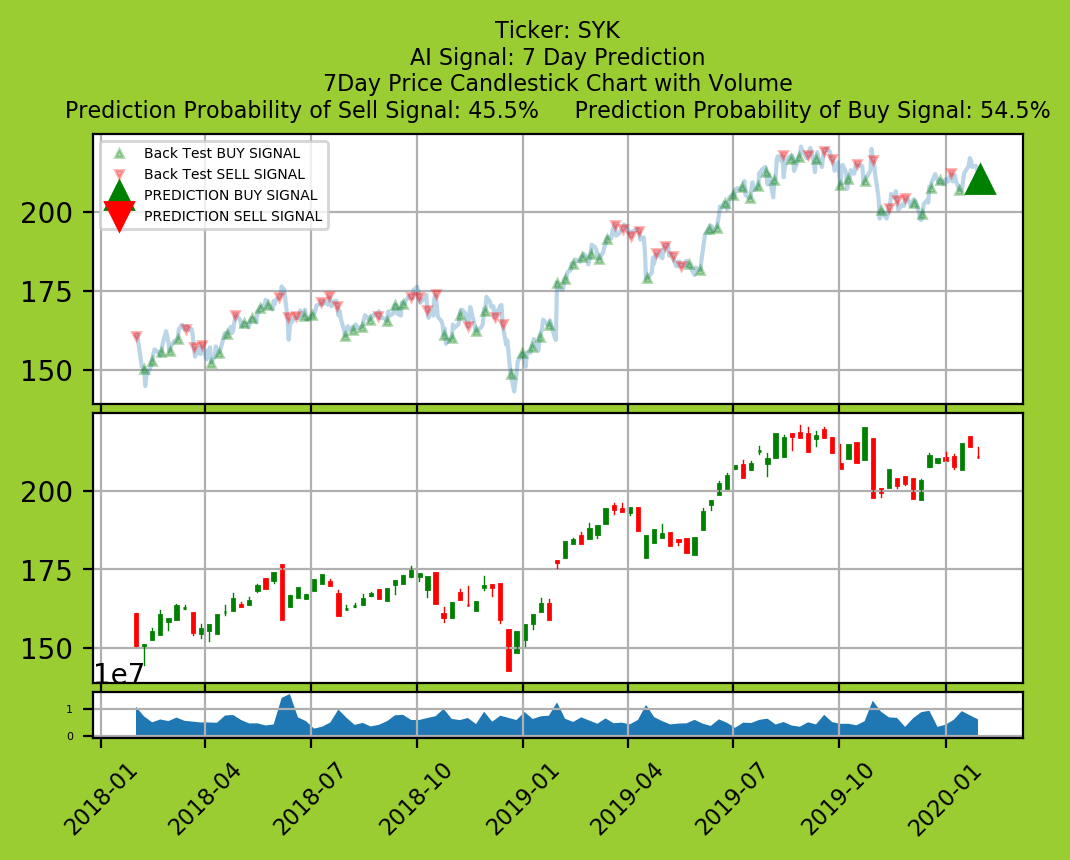 Ticker: SYK
AI Signal: 7 Day Prediction
7Day Price Candlestick Chart with Volume
Prediction Probability of Sell Signal: 45.5%     Prediction Probability of Buy Signal: 54.5%
Back Test BUY SIGNAL
Back Test SELL SIGNAL
PREDICTION BUY SIGNAL
PREDICTION SELL SIGNAL
200
175
150
200
175
150
1e7
1
0
2018-01 2018-04 2018-07 2018-10 2019-01 2019-04 2019-07 2019-10 2020-01